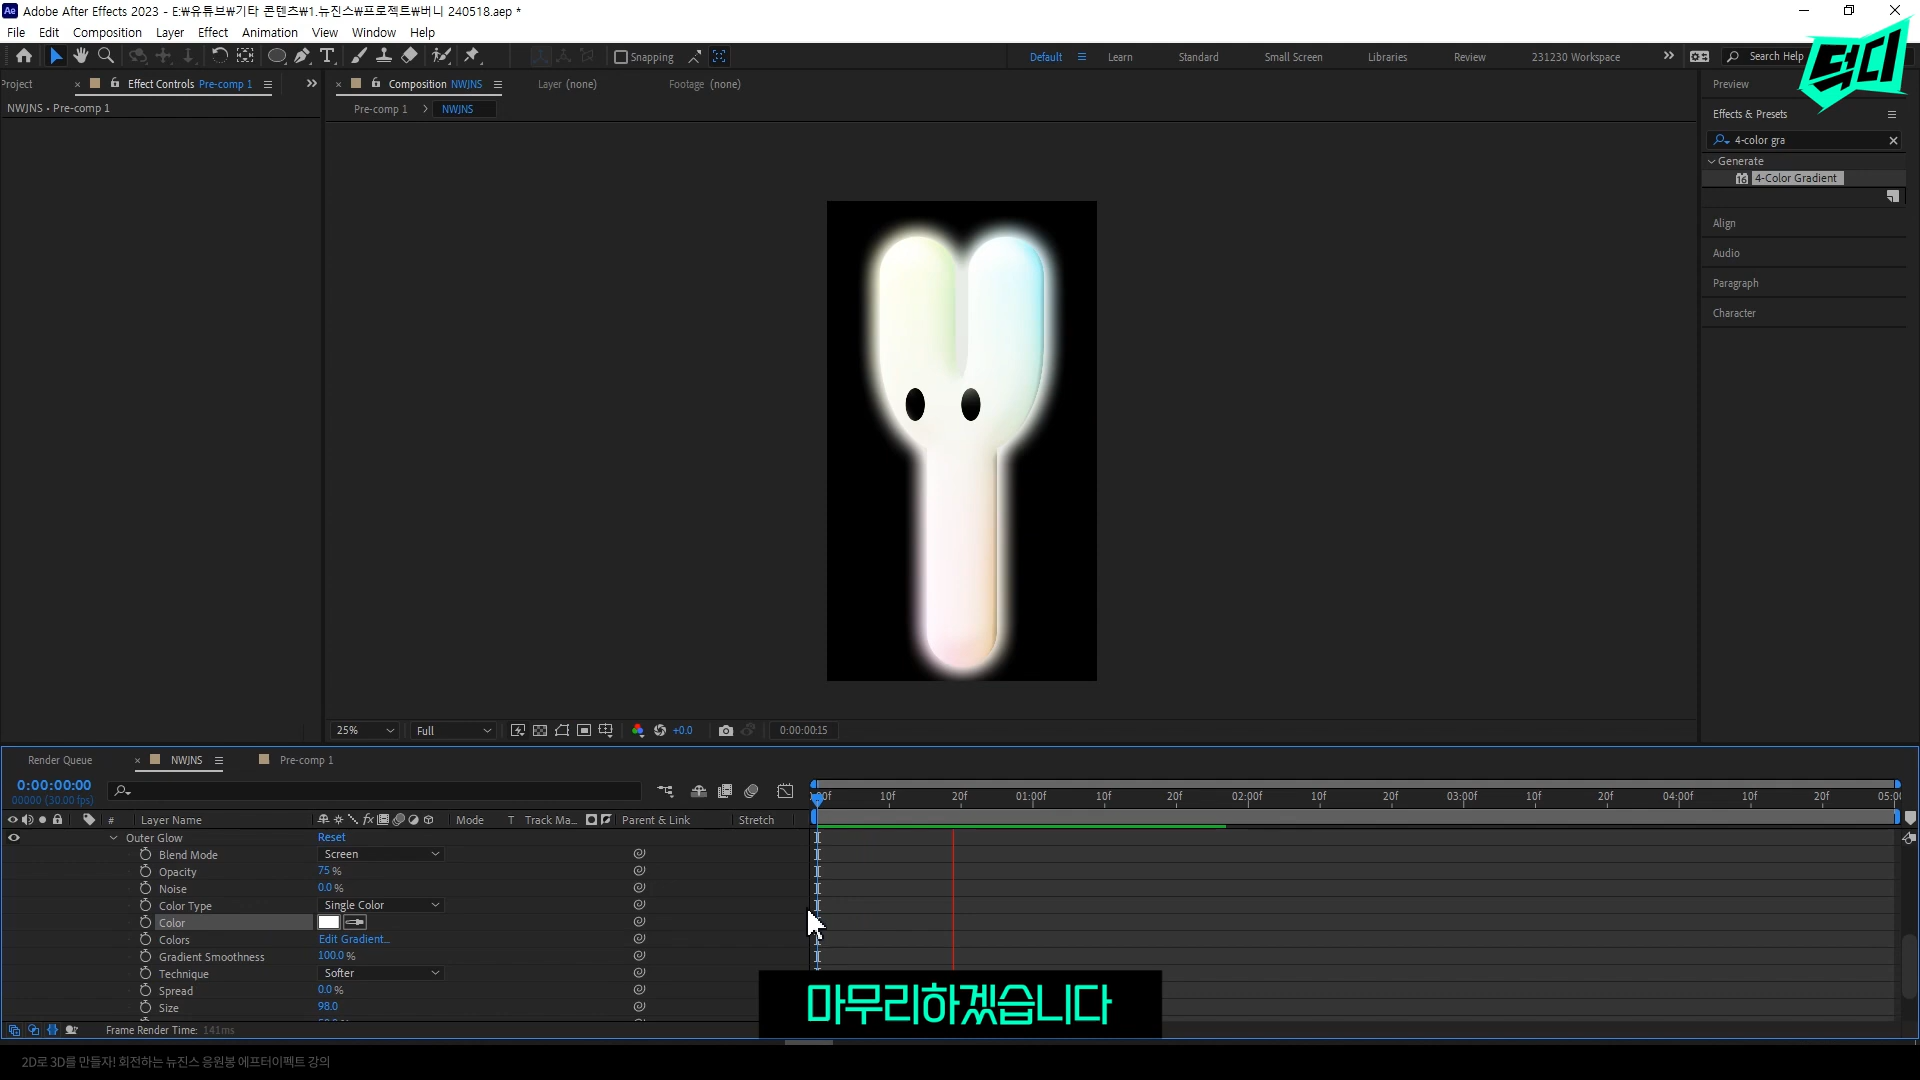 Ae Adobe After Effects 2023 - E:₩유튜브₩기타 콘텐츠₩1.뉴진스₩프로젝트₩버니 240518.aep *
File Edit Composition Layer Effect Animation View Window Help
Snapping Default Learn Standard Small Screen Libraries Review 231230 Workspace Search Help
턴디
Project Effect Controls Pre-comp 1
Composition NWJNS Layer (none) Footage (none)
Preview
NWJNS • Pre-comp 1
Pre-comp 1 NWJNS
Effects & Presets
4-color gra
Generate
16 4-Color Gradient
Align
Audio
Paragraph
Character
25% Full +0.0 0:00:00:15
Render Queue NWJNS Pre-comp 1
0:00:00:00
00000 (30.00 fps)
:00f 10f 20f 01:00f 10f 20f 02:00f 10f 20f 03:00f 10f 20f 04:00f 10f 20f 05:00
# Layer Name Mode T Track Ma... Parent & Link Stretch
Outer Glow Reset
Blend Mode Screen
Opacity 75 %
Noise 0.0 %
Color Type Single Color
Color
Colors Edit Gradient...
Gradient Smoothness 100.0 %
Technique Softer
Spread 0.0 %
Size 98.0
Frame Render Time: 141ms
마무리하겠습니다
2D로 3D를 만들자! 회전하는 뉴진스 응원봉 에프터이펙트 강의